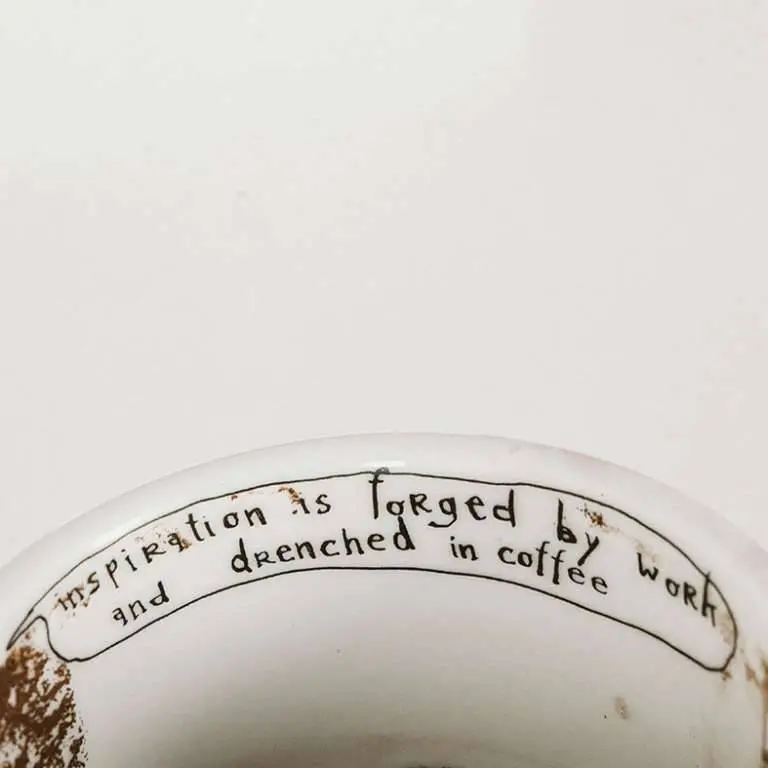 inspiration is forged by work
and drenched in coffee